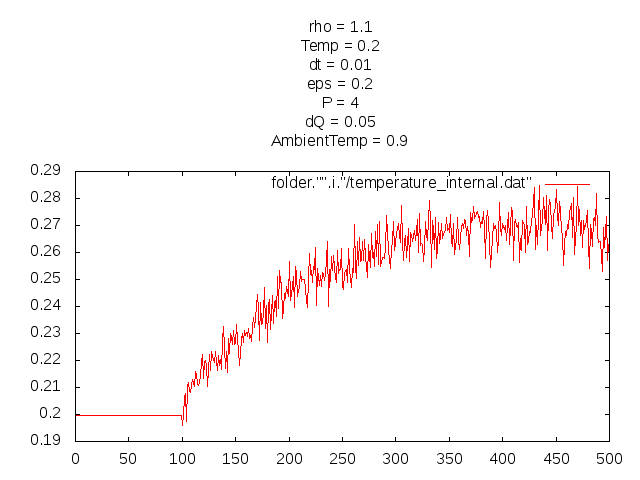 rho = 1.1
Temp = 0.2
dt = 0.01
eps = 0.2
P = 4
dQ = 0.05
AmbientTemp = 0.9
folder."".i."/temperature_internal.dat"
0.29
0.28
0.27
0.26
0.25
0.24
0.23
0.22
0.21
0.2
0.19
0 50 100 150 200 250 300 350 400 450 500